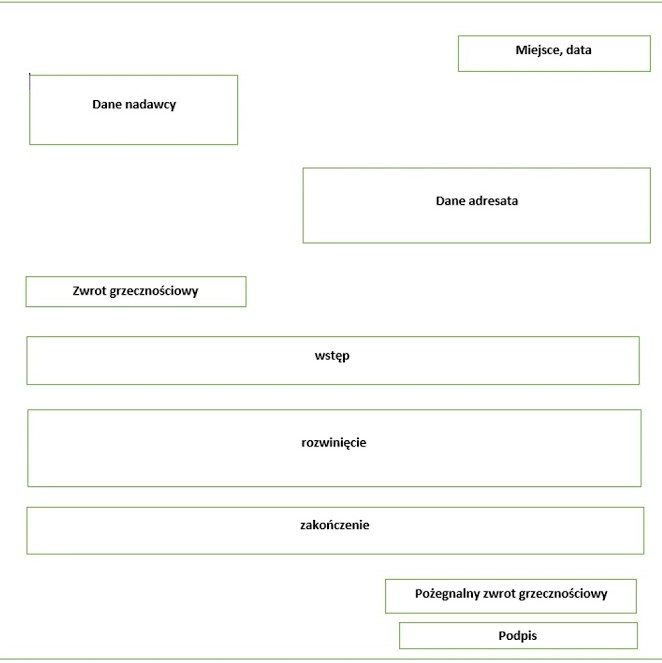 Miejsce, data
Dane nadawcy
Dane adresata
Zwrot grzecznościowy
wstęp
rozwinięcie
zakończenie
Pożegnalny zwrot grzecznościowy
Podpis